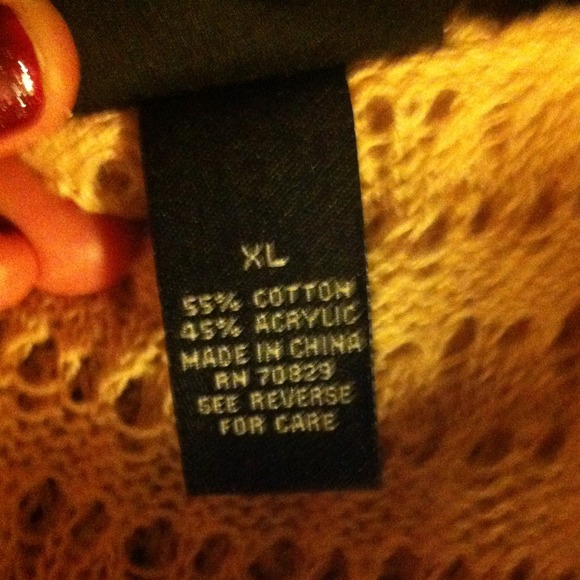 XL
55% COTTON
45% ACRYLIC
MADE IN CHINA
RN 70829
SEE REVERSE
FOR CARE